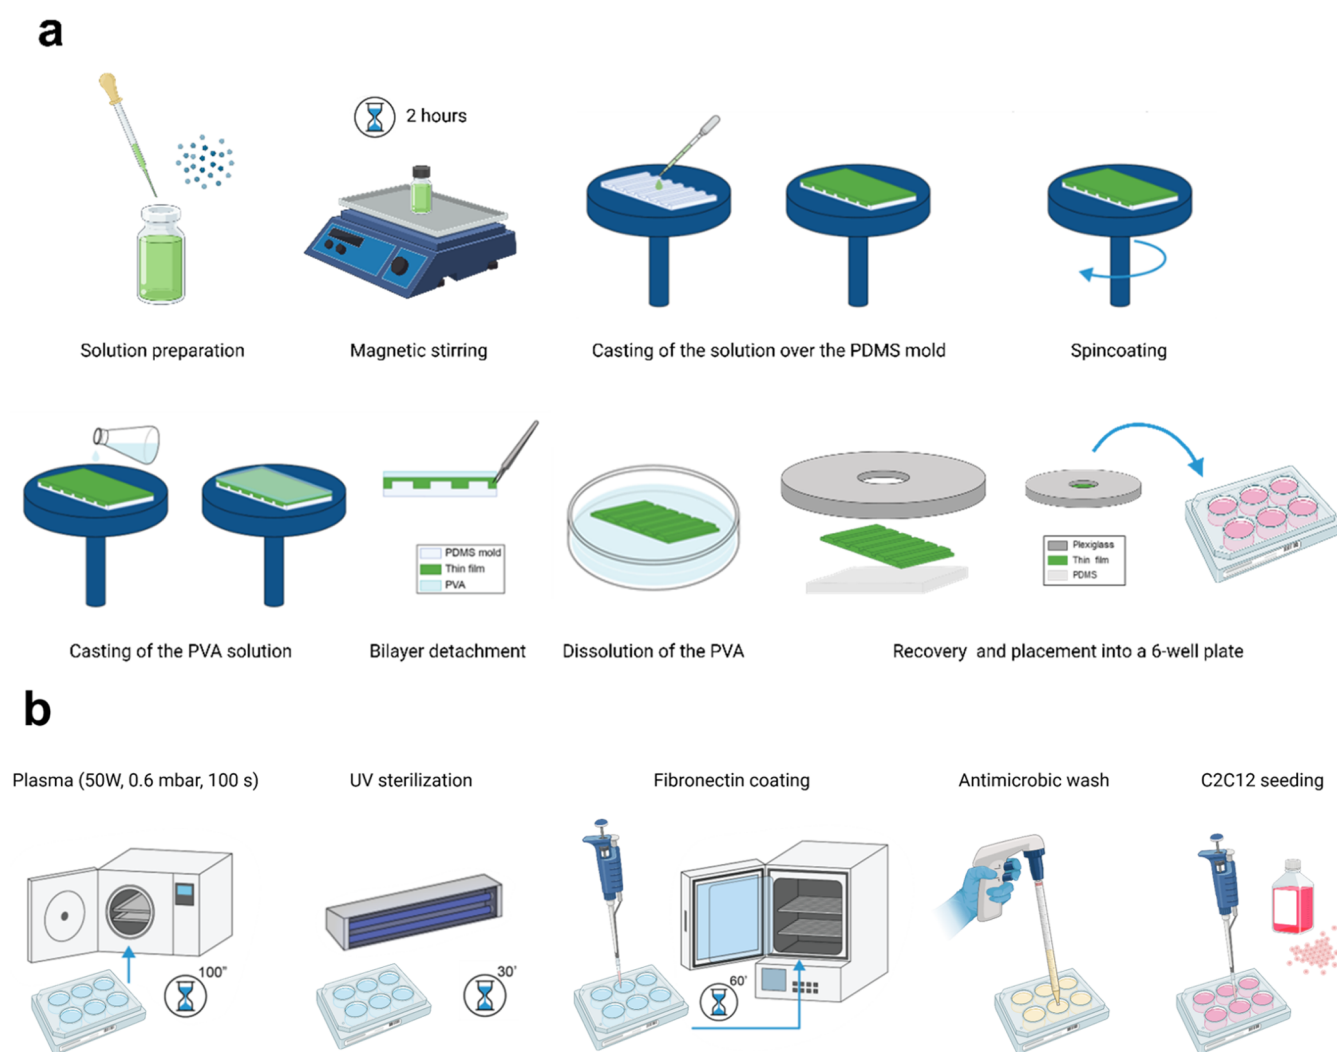 a
2 hours
Solution preparation
Magnetic stirring
Casting of the solution over the PDMS mold
Spincoating
PDMS mold
Thin film
PVA
Plexiglass
Thin film
PDMS
Casting of the PVA solution
Bilayer detachment
Dissolution of the PVA
Recovery and placement into a 6-well plate
b
Plasma (50W, 0.6 mbar, 100 s)
UV sterilization
Fibronectin coating
Antimicrobic wash
C2C12 seeding
100"
30'
60'